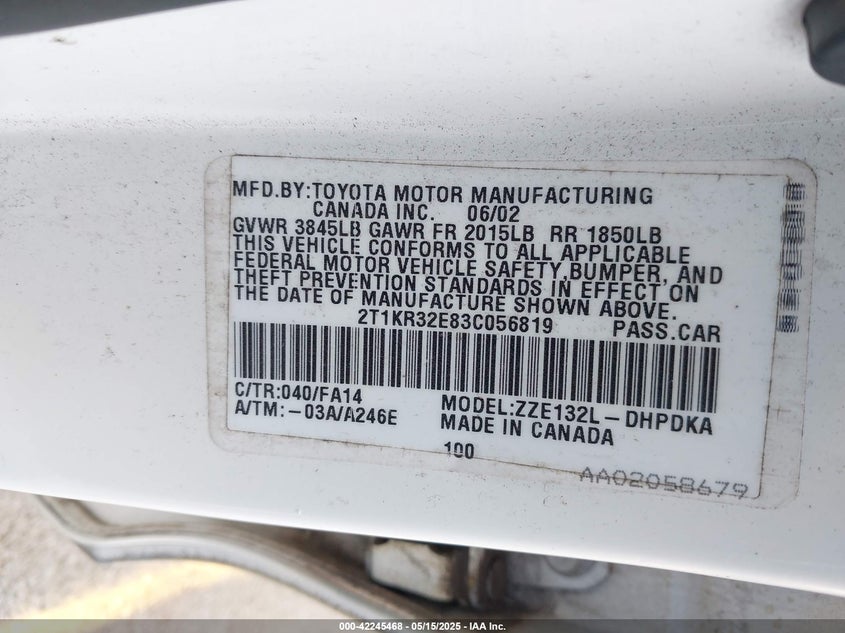 MFD.BY:TOYOTA MOTOR MANUFACTURING
CANADA INC. 06/02
GVWR 3845LB GAWR FR 2015LB RR 1850LB
THIS VEHICLE CONFORMS TO ALL APPLICABLE
FEDERAL MOTOR VEHICLE SAFETY,BUMPER, AND
THEFT PREVENTION STANDARDS IN EFFECT ON
THE DATE OF MANUFACTURE SHOWN ABOVE.
2T1KR32E83C056819 PASS.CAR
C/TR:040/FA14 MODEL:ZZE132L-DHPDKA
A/TM:-03A/A246E MADE IN CANADA
100
AA02058679
000-42245468 - 05/15/2025 - IAA Inc.